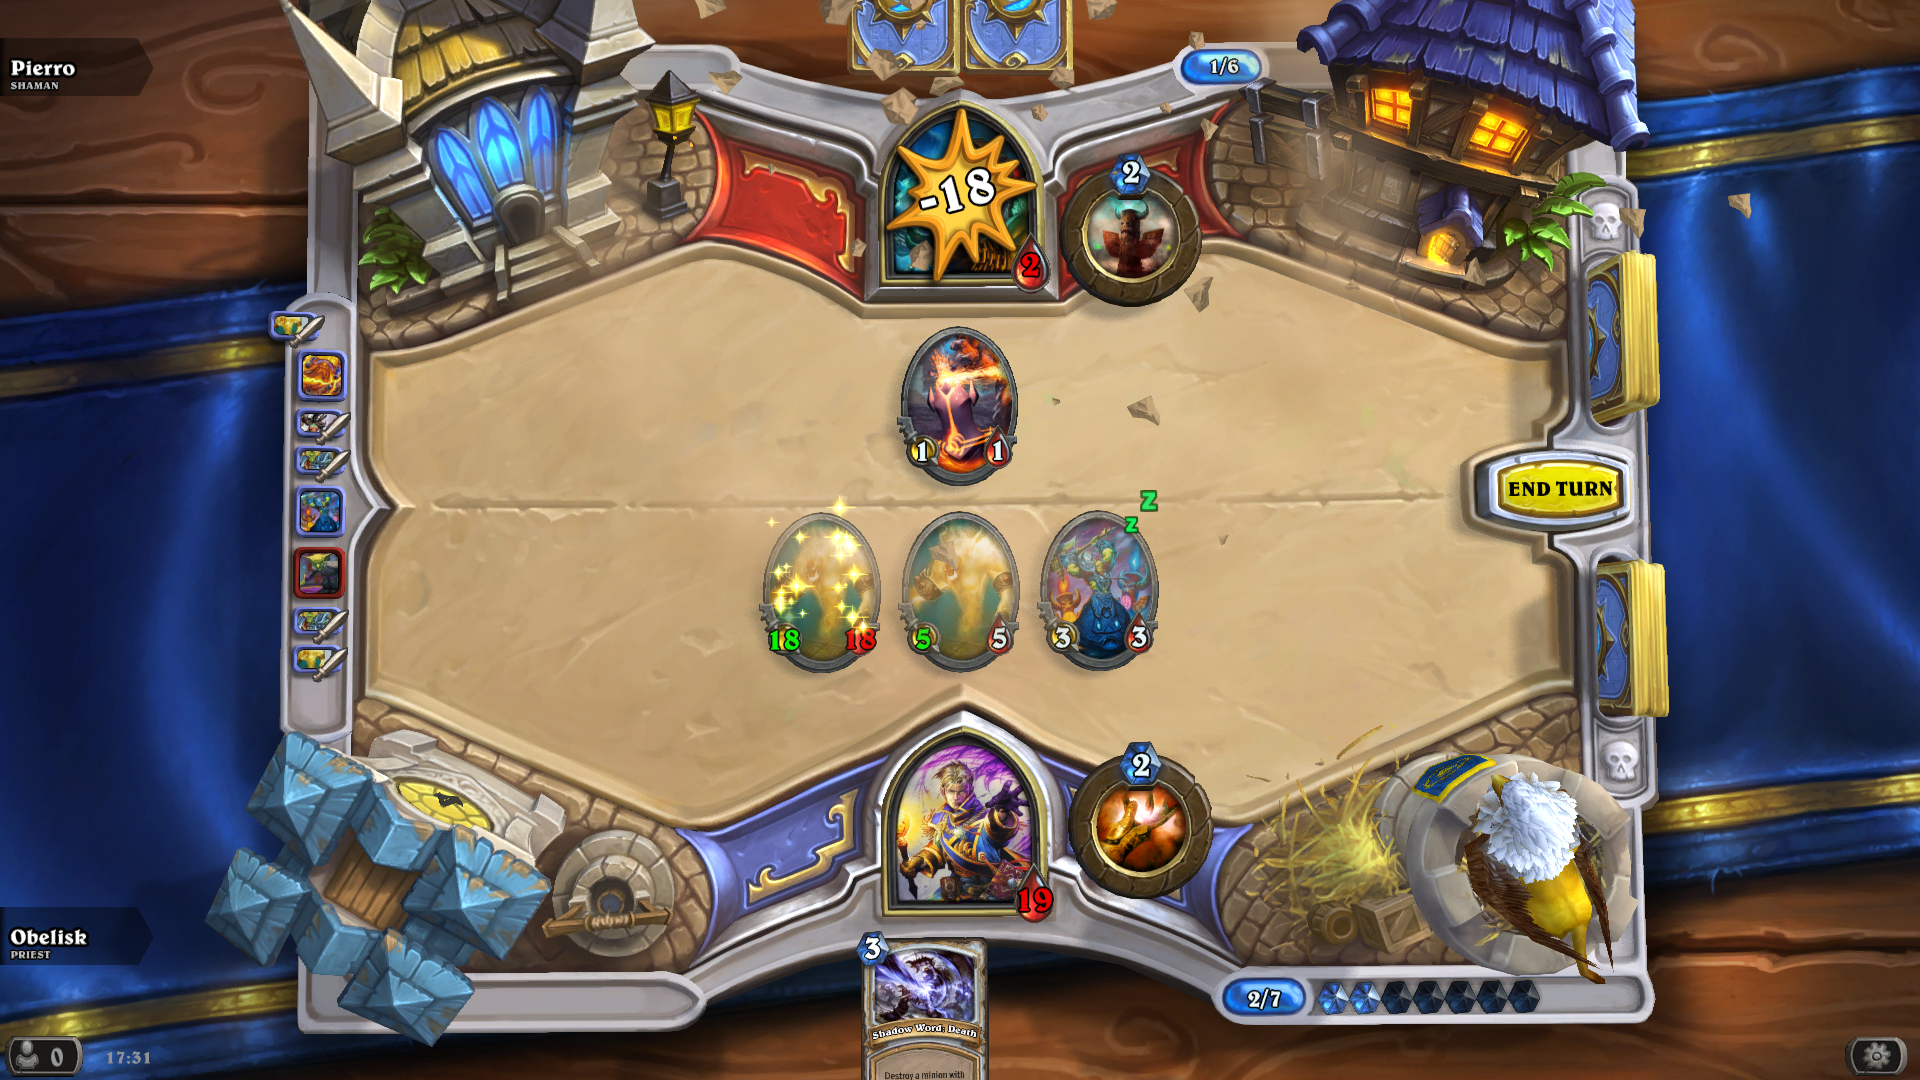 Pierro
SHAMAN
1/6
-18
2
2
1
1
END TURN
Z
Z
18
18
5
5
3
3
2
19
Obelisk
PRIEST
3
Shadow Word: Death
Destroy a minion with
2/7
0
17:31